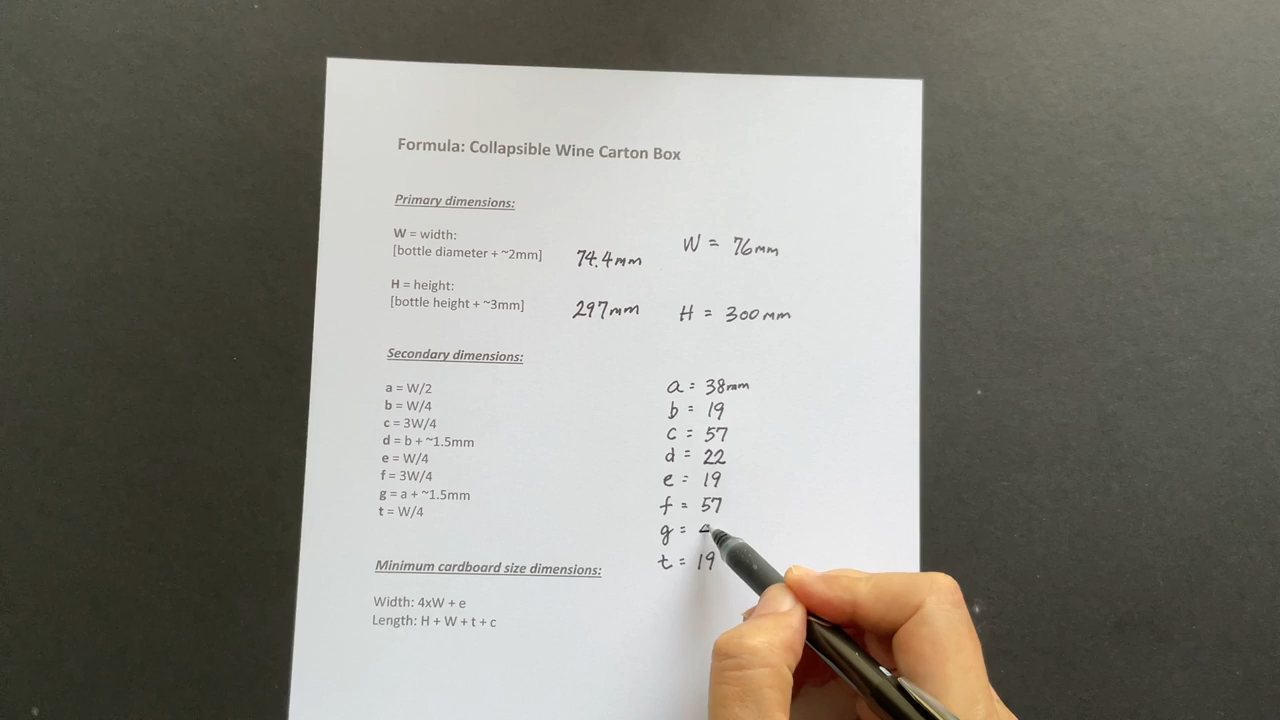 Formula: Collapsible Wine Carton Box
Primary dimensions:
W = width:
[bottle diameter + ~2mm] 74.4mm W = 76mm
H = height:
[bottle height + ~3mm] 297mm H = 300mm
Secondary dimensions:
a = W/2 a = 38mm
b = W/4 b = 19
c = 3W/4 c = 57
d = b + ~1.5mm d = 22
e = W/4 e = 19
f = 3W/4 f = 57
g = a + ~1.5mm g =
t = W/4 t = 19
Minimum cardboard size dimensions:
Width: 4xW + e
Length: H + W + t + c